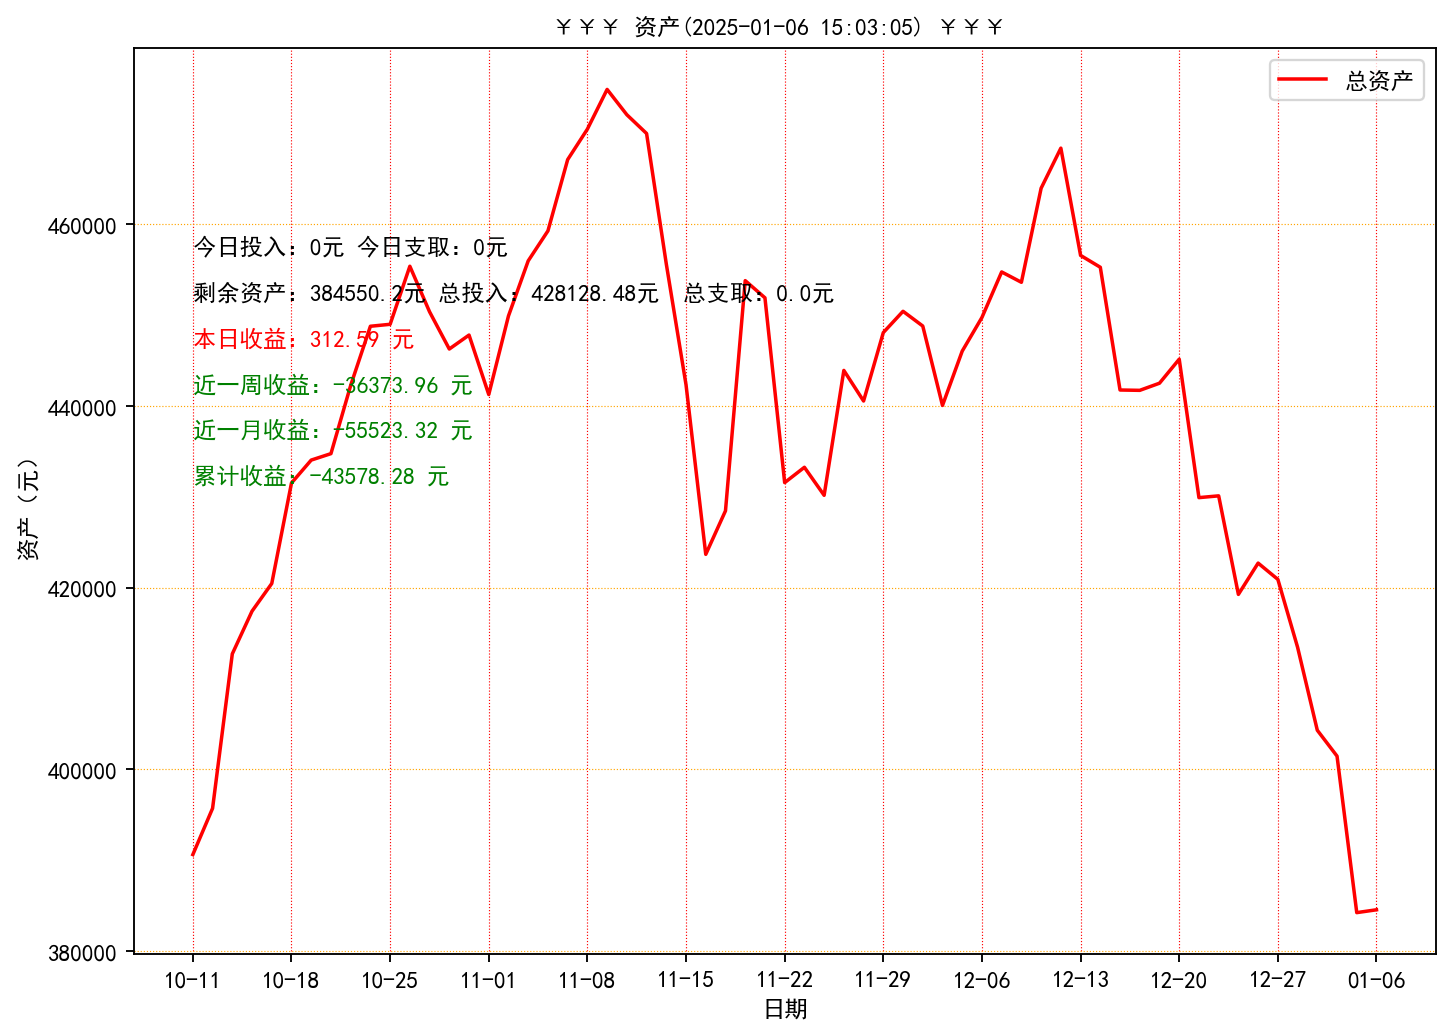 ￥￥￥ 资产(2025-01-06 15:03:05) ￥￥￥
总资产
460000
440000
420000
400000
380000
资产（元）
今日投入: 0元 今日支取: 0元
剩余资产: 384550.2元 总投入: 428128.48元 总支取: 0.0元
本日收益: 312.59 元
近一周收益: -36373.96 元
近一月收益: -55523.32 元
累计收益: -43578.28 元
10-11 10-18 10-25 11-01 11-08 11-15 11-22 11-29 12-06 12-13 12-20 12-27 01-06
日期